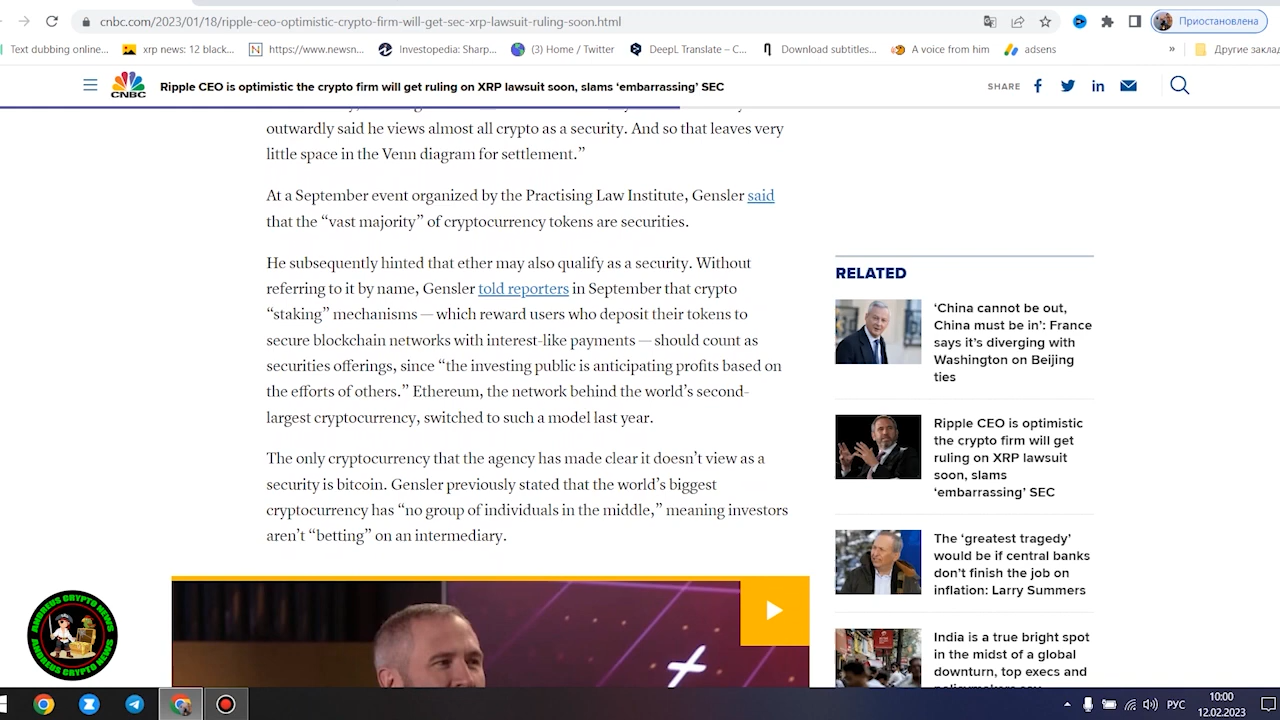 cnbc.com/2023/01/18/ripple-ceo-optimistic-crypto-firm-will-get-sec-xrp-lawsuit-ruling-soon.html
Приостановлена
Text dubbing online...
xrp news: 12 black...
https://www.newsn...
Investopedia: Sharp...
(3) Home / Twitter
DeepL Translate – C...
Download subtitles...
A voice from him
adsens
»
Другие закла
CNBC
Ripple CEO is optimistic the crypto firm will get ruling on XRP lawsuit soon, slams ‘embarrassing’ SEC
SHARE
outwardly said he views almost all crypto as a security. And so that leaves very
little space in the Venn diagram for settlement.”
At a September event organized by the Practising Law Institute, Gensler said
that the “vast majority” of cryptocurrency tokens are securities.
He subsequently hinted that ether may also qualify as a security. Without
referring to it by name, Gensler told reporters in September that crypto
“staking” mechanisms — which reward users who deposit their tokens to
secure blockchain networks with interest-like payments — should count as
securities offerings, since “the investing public is anticipating profits based on
the efforts of others.” Ethereum, the network behind the world’s second-
largest cryptocurrency, switched to such a model last year.
The only cryptocurrency that the agency has made clear it doesn’t view as a
security is bitcoin. Gensler previously stated that the world’s biggest
cryptocurrency has “no group of individuals in the middle,” meaning investors
aren’t “betting” on an intermediary.
RELATED
‘China cannot be out,
China must be in’: France
says it’s diverging with
Washington on Beijing
ties
Ripple CEO is optimistic
the crypto firm will get
ruling on XRP lawsuit
soon, slams
‘embarrassing’ SEC
The ‘greatest tragedy’
would be if central banks
don’t finish the job on
inflation: Larry Summers
India is a true bright spot
in the midst of a global
downturn, top execs and
ANDREUS CRYPTO NEWS
ANDREUS CRYPTO NEWS
РУС
10:00
12.02.2023